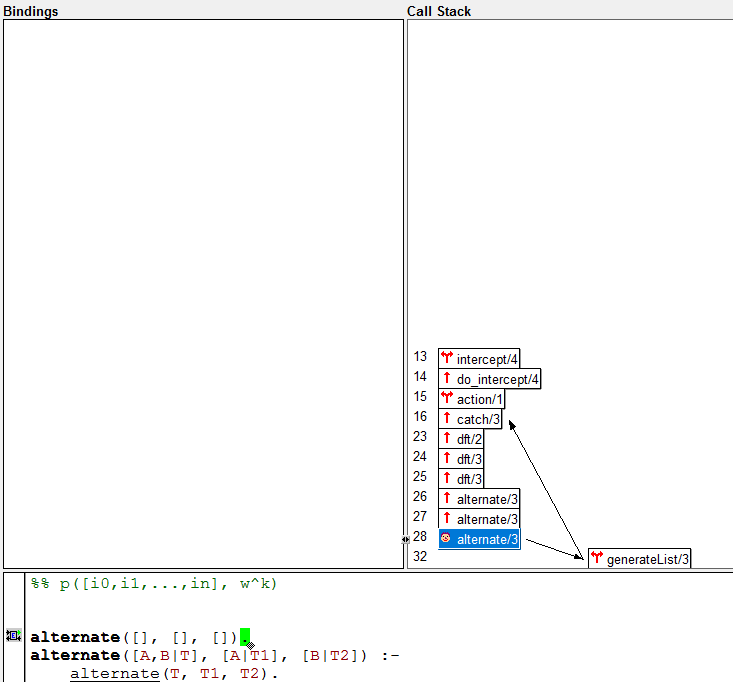 Bindings
Call Stack
13 intercept/4
14 do_intercept/4
15 action/1
16 catch/3
23 dft/2
24 dft/3
25 dft/3
26 alternate/3
27 alternate/3
28 alternate/3
32 generateList/3
%% p([i0,i1,...,in], w^k)
alternate([], [], []).
alternate([A,B|T], [A|T1], [B|T2]) :-
alternate(T, T1, T2).